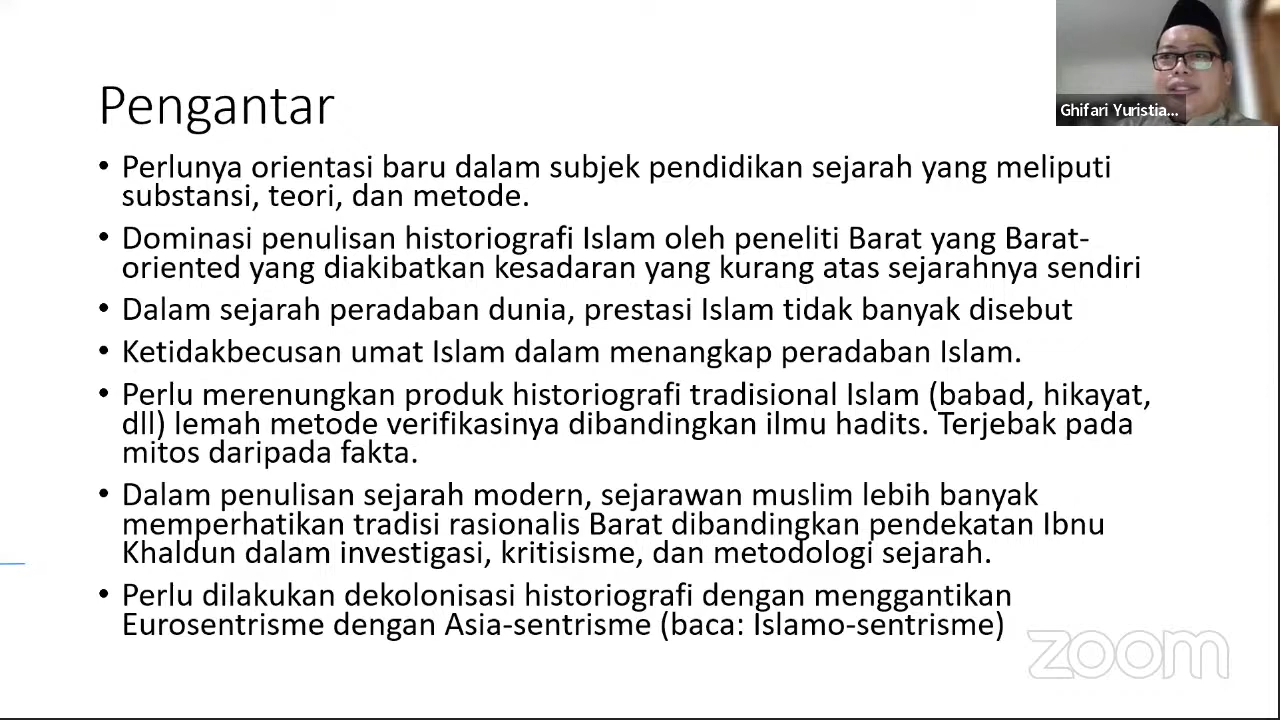 Pengantar
• Perlunya orientasi baru dalam subjek pendidikan sejarah yang meliputi
substansi, teori, dan metode.
• Dominasi penulisan historiografi Islam oleh peneliti Barat yang Barat-
oriented yang diakibatkan kesadaran yang kurang atas sejarahnya sendiri
• Dalam sejarah peradaban dunia, prestasi Islam tidak banyak disebut
• Ketidakbecusan umat Islam dalam menangkap peradaban Islam.
• Perlu merenungkan produk historiografi tradisional Islam (babad, hikayat,
dll) lemah metode verifikasinya dibandingkan ilmu hadits. Terjebak pada
mitos daripada fakta.
• Dalam penulisan sejarah modern, sejarawan muslim lebih banyak
memperhatikan tradisi rasionalis Barat dibandingkan pendekatan Ibnu
Khaldun dalam investigasi, kritisisme, dan metodologi sejarah.
• Perlu dilakukan dekolonisasi historiografi dengan menggantikan
Eurosentrisme dengan Asia-sentrisme (baca: Islamo-sentrisme)
Ghifari Yuristia...
zoom